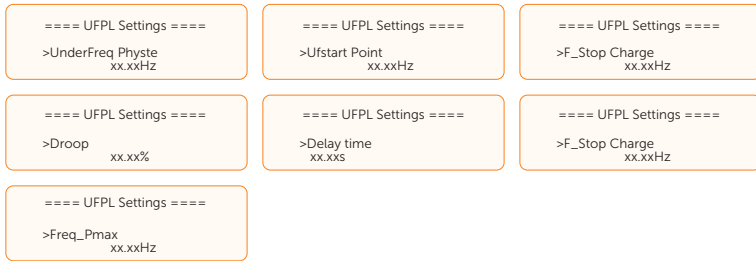 ==== UFPL Settings ====
>UnderFreq Physte
xx.xxHz
==== UFPL Settings ====
>Ufstart Point
xx.xxHz
==== UFPL Settings ====
>F_Stop Charge
xx.xxHz
==== UFPL Settings ====
>Droop
xx.xx%
==== UFPL Settings ====
>Delay time
xx.xxs
==== UFPL Settings ====
>F_Stop Charge
xx.xxHz
==== UFPL Settings ====
>Freq_Pmax
xx.xxHz